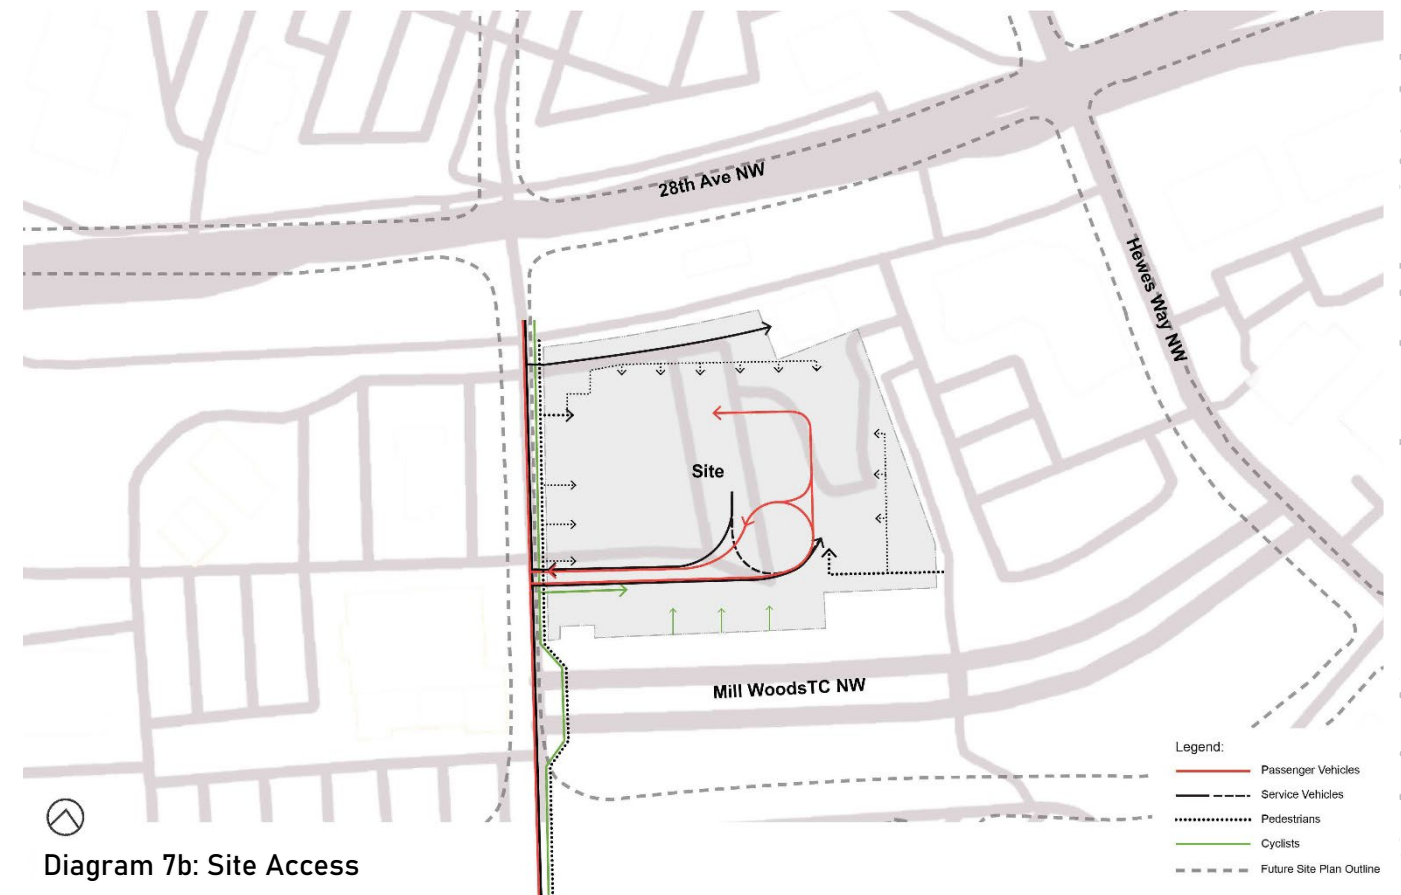 28th Ave NW
Hewes Way NW
Site
Mill WoodsTC NW
Legend:
Passenger Vehicles
Service Vehicles
Pedestrians
Cyclists
Future Site Plan Outline
Diagram 7b: Site Access